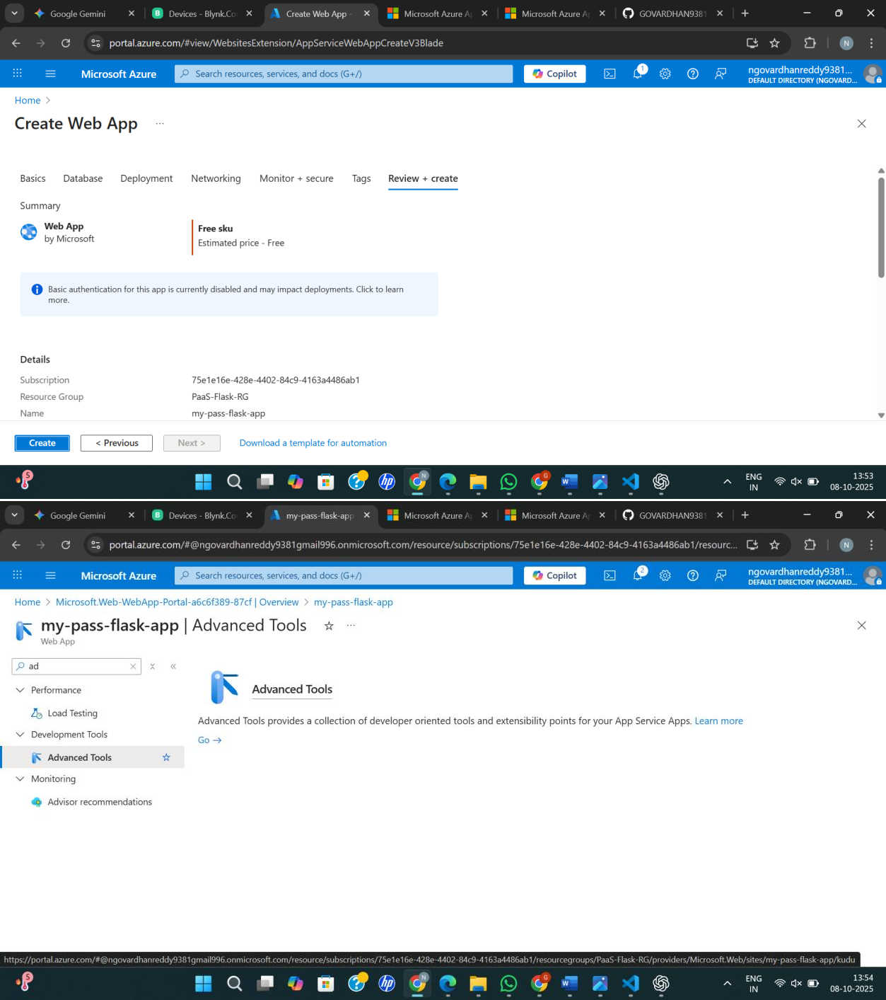 Google Gemini
Devices - Blynk.Co
Create Web App -
Microsoft Azure Ap
Microsoft Azure Ap
GOVARDHAN9381
portal.azure.com/#view/WebsitesExtension/AppServiceWebAppCreateV3Blade
N
Microsoft Azure
Search resources, services, and docs (G+/)
Copilot
1
ngovardhanreddy9381...
DEFAULT DIRECTORY (NGOVARD...
Home >
Create Web App ...
Basics Database Deployment Networking Monitor + secure Tags Review + create
Summary
Web App
by Microsoft
Free sku
Estimated price - Free
Basic authentication for this app is currently disabled and may impact deployments. Click to learn
more.
Details
Subscription 75e1e16e-428e-4402-84c9-4163a4486ab1
Resource Group PaaS-Flask-RG
Name my-pass-flask-app
Create < Previous Next > Download a template for automation
5
ENG
IN
13:53
08-10-2025
Google Gemini
Devices - Blynk.Co
my-pass-flask-app
Microsoft Azure Ap
Microsoft Azure Ap
GOVARDHAN9381
portal.azure.com/#@ngovardhanreddy9381gmail996.onmicrosoft.com/resource/subscriptions/75e1e16e-428e-4402-84c9-4163a4486ab1/resourc...
N
Microsoft Azure
Search resources, services, and docs (G+/)
Copilot
2
ngovardhanreddy9381...
DEFAULT DIRECTORY (NGOVARD...
Home > Microsoft.Web-WebApp-Portal-a6c6f389-87cf | Overview > my-pass-flask-app
my-pass-flask-app | Advanced Tools ...
Web App
ad
Performance
Load Testing
Development Tools
Advanced Tools
Monitoring
Advisor recommendations
Advanced Tools
Advanced Tools provides a collection of developer oriented tools and extensibility points for your App Service Apps. Learn more
Go →
https://portal.azure.com/#@ngovardhanreddy9381gmail996.onmicrosoft.com/resource/subscriptions/75e1e16e-428e-4402-84c9-4163a4486ab1/resourcegroups/PaaS-Flask-RG/providers/Microsoft.Web/sites/my-pass-flask-app/kudu
5
ENG
IN
13:54
08-10-2025